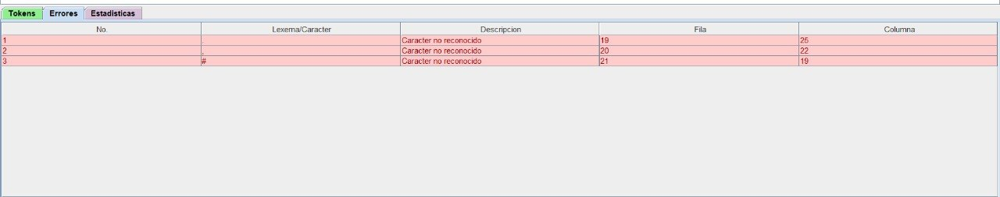 Tokens Errores Estadisticas
No. Lexema/Caracter Descripcion Fila Columna
1 . Caracter no reconocido 19 25
2 , Caracter no reconocido 20 22
3 # Caracter no reconocido 21 19